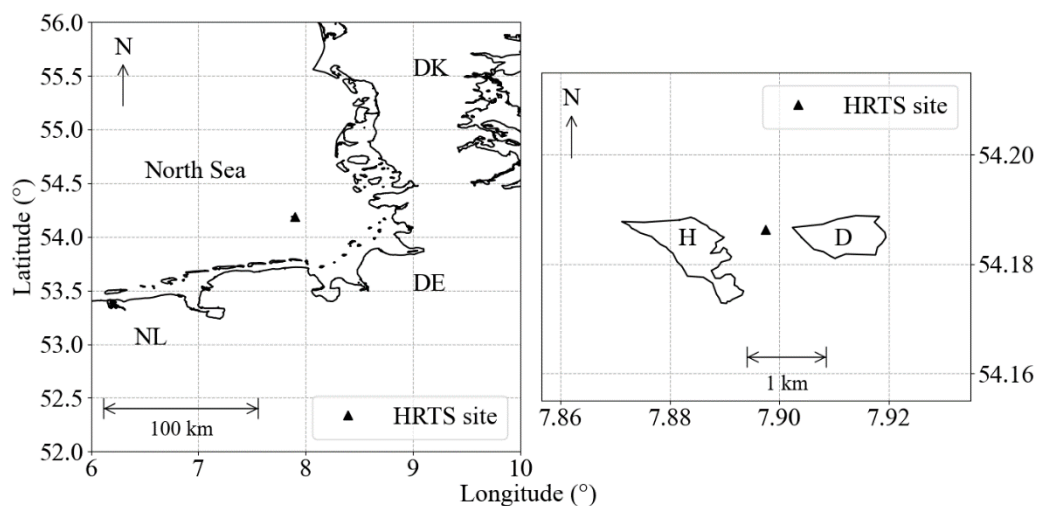 56.0
55.5
55.0
54.5
54.0
53.5
53.0
52.5
52.0
Latitude (°)
N
DK
North Sea
DE
NL
100 km
HRTS site
6
7
8
9
10
N
HRTS site
H
D
1 km
54.20
54.18
54.16
7.86
7.88
7.90
7.92
Longitude (°)